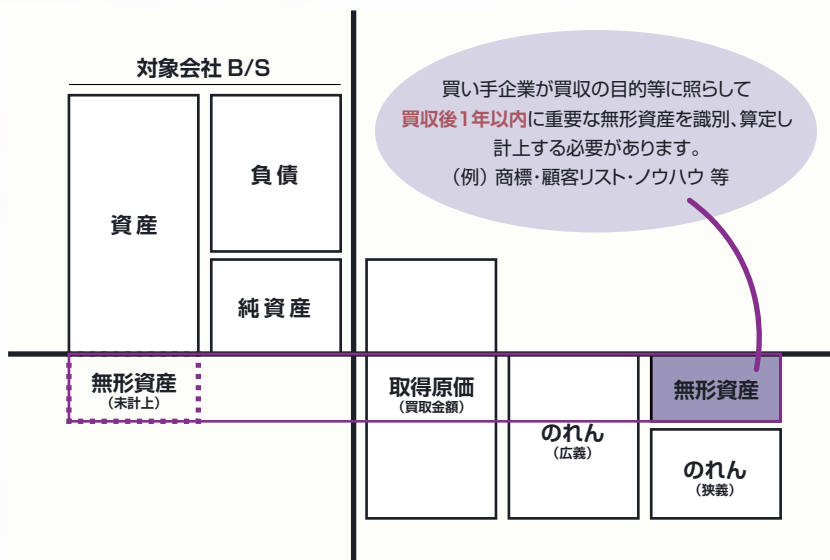 対象会社 B/S
資産
負債
純資産
無形資産
（未計上）
買い手企業が買収の目的等に照らして
買収後1年以内に重要な無形資産を識別、算定し
計上する必要があります。
（例）商標・顧客リスト・ノウハウ 等
取得原価
（買取金額）
のれん
（広義）
無形資産
のれん
（狭義）